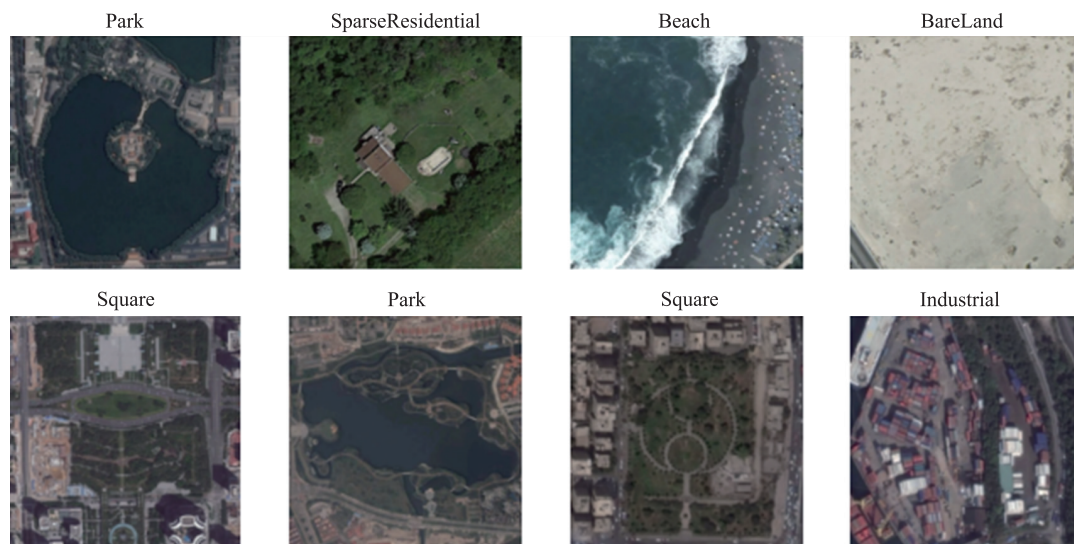 Park
SparseResidential
Beach
BareLand
Square
Park
Square
Industrial